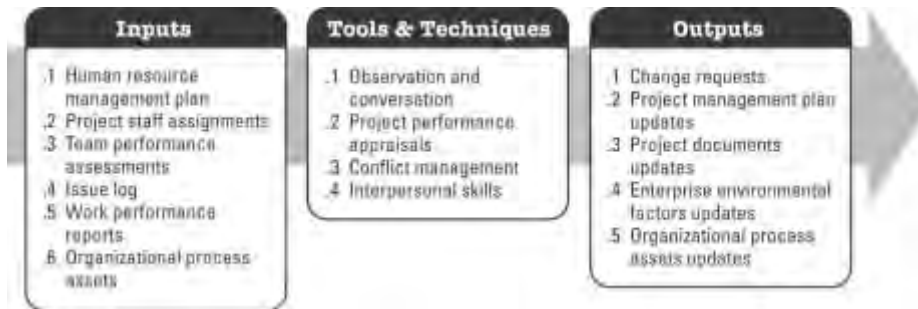 Inputs
.1 Human resource
management plan
.2 Project staff assignments
.3 Team performance
assessments
.4 Issue log
.5 Work performance
reports
.6 Organizational process
assets
Tools & Techniques
.1 Observation and
conversation
.2 Project performance
appraisals
.3 Conflict management
.4 Interpersonal skills
Outputs
.1 Change requests
.2 Project management plan
updates
.3 Project documents
updates
.4 Enterprise environmental
factors updates
.5 Organizational process
assets updates